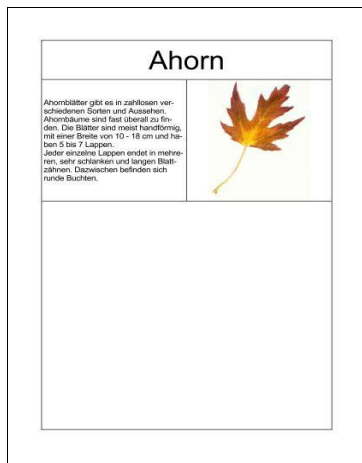 Ahorn
Ahornblätter gibt es in zahllosen ver-
schiedenen Sorten und Aussehen.
Ahornbäume sind fast überall zu fin-
den. Die Blätter sind meist handförmig,
mit einer Breite von 10 - 18 cm und ha-
ben 5 bis 7 Lappen.
Jeder einzelne Lappen endet in mehre-
ren, sehr schlanken und langen Blatt-
zähnen. Dazwischen befinden sich
runde Buchten.